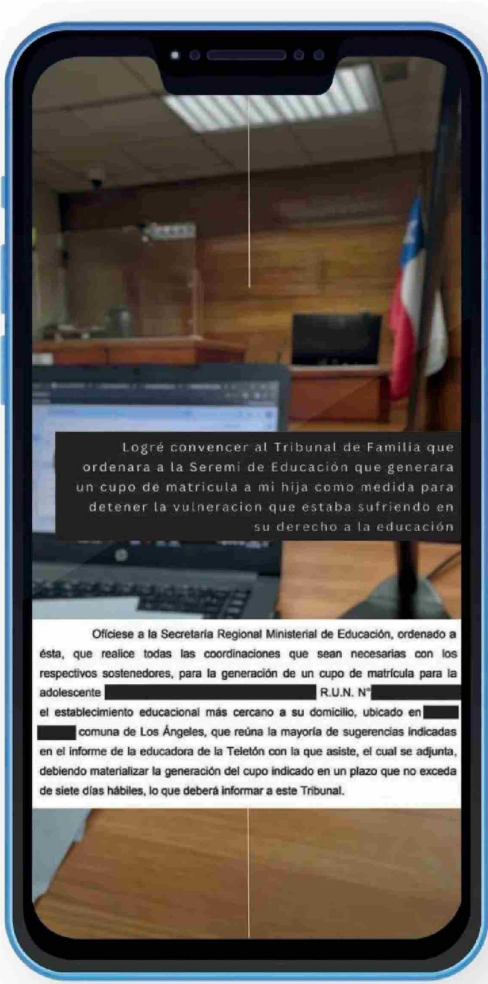 Logré convencer al Tribunal de Familia que
ordenara a la Seremi de Educación que generara
un cupo de matricula a mi hija como medida para
detener la vulneracion que estaba sufriendo en
su derecho a la educación
Ofíciese a la Secretaría Regional Ministerial de Educación, ordenado a
ésta, que realice todas las coordinaciones que sean necesarias con los
respectivos sostenedores, para la generación de un cupo de matrícula para la
adolescente R.U.N. N°
el establecimiento educacional más cercano a su domicilio, ubicado en
comuna de Los Ángeles, que reúna la mayoría de sugerencias indicadas
en el informe de la educadora de la Teletón con la que asiste, el cual se adjunta,
debiendo materializar la generación del cupo indicado en un plazo que no exceda
de siete días hábiles, lo que deberá informar a este Tribunal.